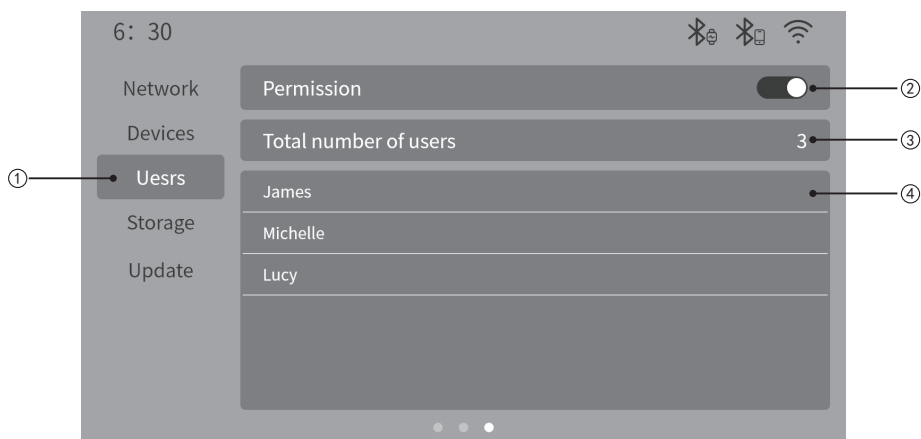 6: 30
Network
Devices
Uesrs
Storage
Update
Permission
Total number of users 3
James
Michelle
Lucy
①
②
③
④